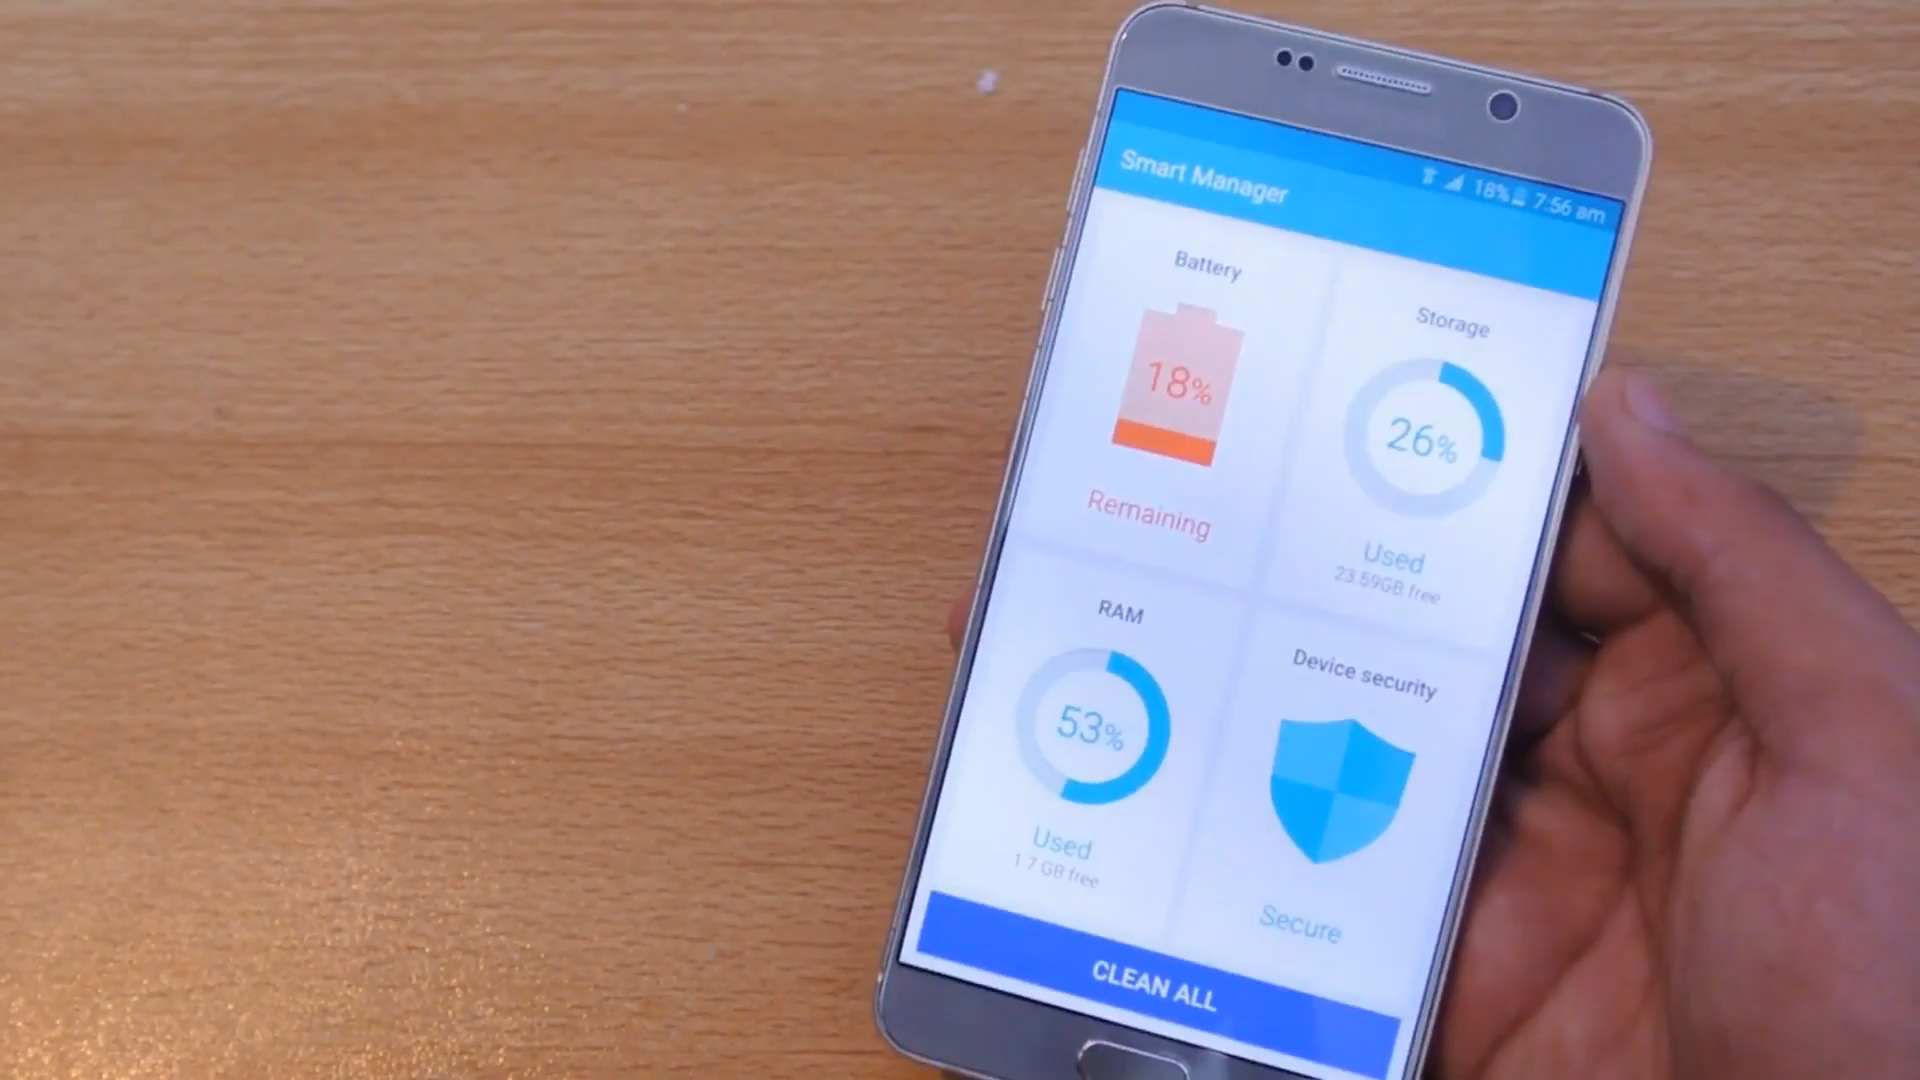 18% 7:56 am
Smart Manager
Battery
18%
Remaining
Storage
26%
Used
23.59GB free
RAM
53%
Used
1.7 GB free
Device security
Secure
CLEAN ALL